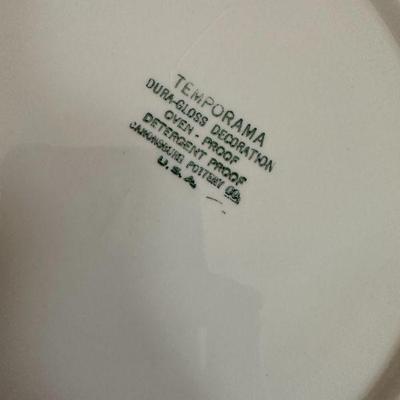 TEMPORAMA
DURA-GLOSS DECORATION
OVEN - PROOF
DETERGENT PROOF
CANONSBURG POTTERY CO.
U. S. A.